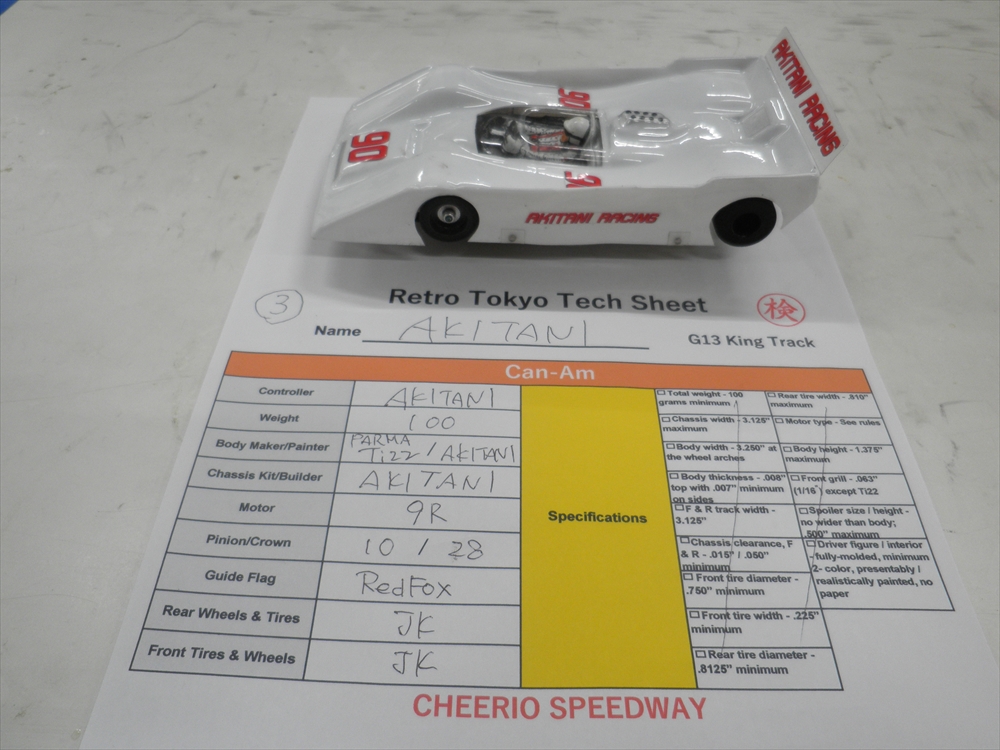 AKITANI RACING
06
06
06
AKITANI RACING
3
Retro Tokyo Tech Sheet
検
Name AKITANI
G13 King Track
Can-Am
Controller AKITANI
Weight 100
Body Maker/Painter PARMA
Tizz / AKITANI
Chassis Kit/Builder AKITANI
Motor 9R
Pinion/Crown 10 / 28
Guide Flag RedFox
Rear Wheels & Tires JK
Front Tires & Wheels JK
Specifications
Total weight - 100
grams minimum
Chassis width - 3.125"
maximum
Body width - 3.250" at
the wheel arches
Body thickness - .008"
top with .007" minimum
on sides
F & R track width -
3.125"
Chassis clearance, F
& R - .015" / .050"
minimum
Front tire diameter -
.750" minimum
Front tire width - .225"
minimum
Rear tire diameter -
.8125" minimum
Rear tire width - .810"
maximum
Motor type - See rules
Body height - 1.375"
maximum
Front grill - .063"
(1/16") except Ti22
Spoiler size / height -
no wider than body;
.500" maximum
Driver figure / interior
- fully-molded, minimum
2- color, presentably /
realistically painted, no
paper
CHEERIO SPEEDWAY